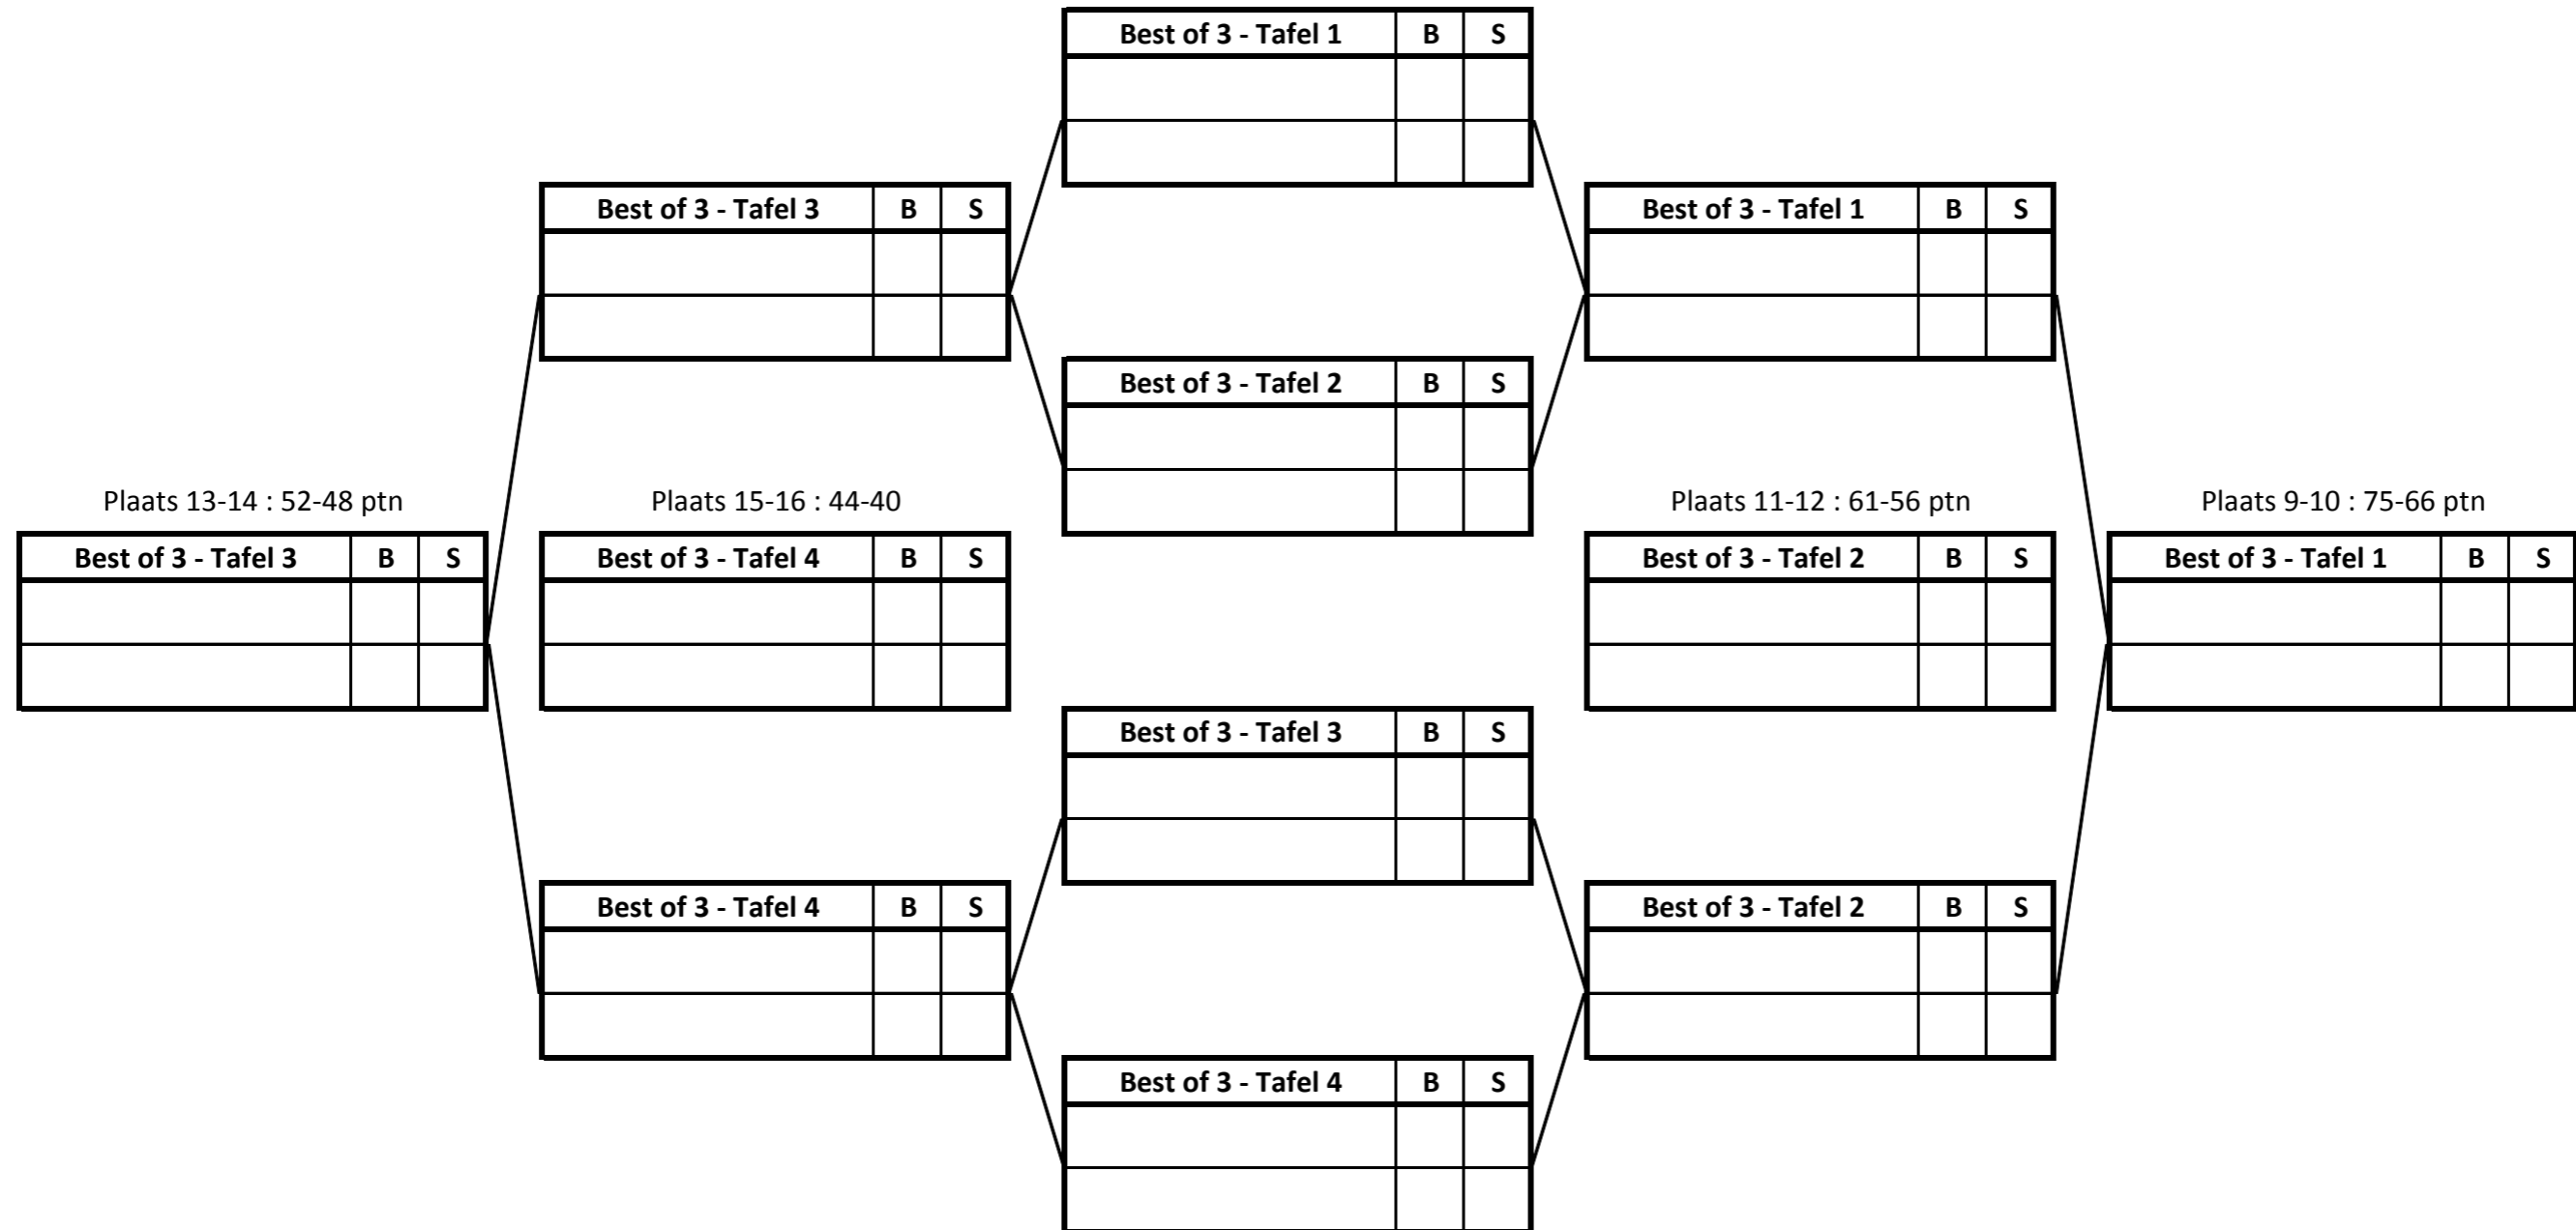 Best of 3 - Tafel 1 B S
Best of 3 - Tafel 3 B S
Best of 3 - Tafel 1 B S
Best of 3 - Tafel 2 B S
Plaats 13-14 : 52-48 ptn
Plaats 15-16 : 44-40
Plaats 11-12 : 61-56 ptn
Plaats 9-10 : 75-66 ptn
Best of 3 - Tafel 3 B S
Best of 3 - Tafel 4 B S
Best of 3 - Tafel 2 B S
Best of 3 - Tafel 1 B S
Best of 3 - Tafel 3 B S
Best of 3 - Tafel 4 B S
Best of 3 - Tafel 2 B S
Best of 3 - Tafel 4 B S